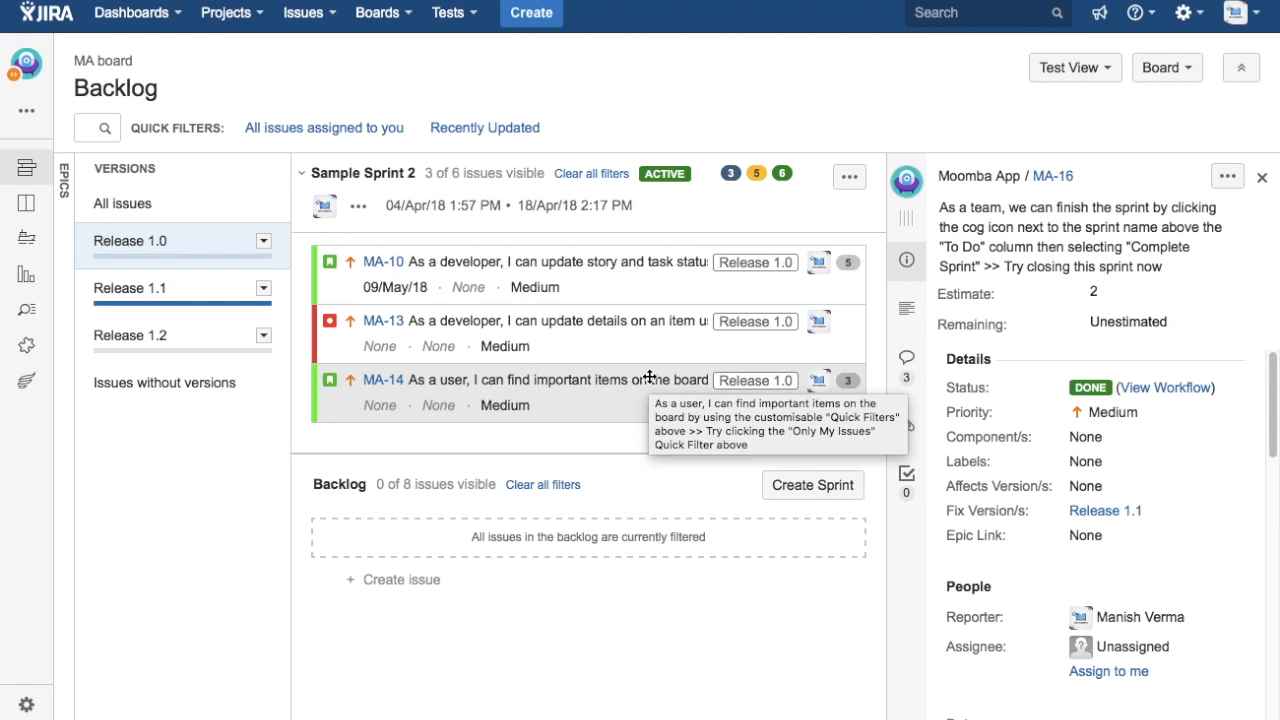 JIRA Dashboards Projects Issues Boards Tests Create Search
MA board
Backlog
Test View Board
QUICK FILTERS: All issues assigned to you Recently Updated
EPICS
VERSIONS
All issues
Release 1.0
Release 1.1
Release 1.2
Issues without versions
Sample Sprint 2 3 of 6 issues visible Clear all filters ACTIVE 3 5 6
04/Apr/18 1:57 PM • 18/Apr/18 2:17 PM
MA-10 As a developer, I can update story and task statu Release 1.0 5
09/May/18 · None · Medium
MA-13 As a developer, I can update details on an item u Release 1.0
None · None · Medium
MA-14 As a user, I can find important items on the board Release 1.0 3
None · None · Medium
As a user, I can find important items on the
board by using the customisable "Quick Filters"
above >> Try clicking the "Only My Issues"
Quick Filter above
Backlog 0 of 8 issues visible Clear all filters Create Sprint
All issues in the backlog are currently filtered
+ Create issue
3
0
Moomba App / MA-16
As a team, we can finish the sprint by clicking
the cog icon next to the sprint name above the
"To Do" column then selecting "Complete
Sprint" >> Try closing this sprint now
Estimate: 2
Remaining: Unestimated
Details
Status: DONE (View Workflow)
Priority: Medium
Component/s: None
Labels: None
Affects Version/s: None
Fix Version/s: Release 1.1
Epic Link: None
People
Reporter: Manish Verma
Assignee: Unassigned
Assign to me